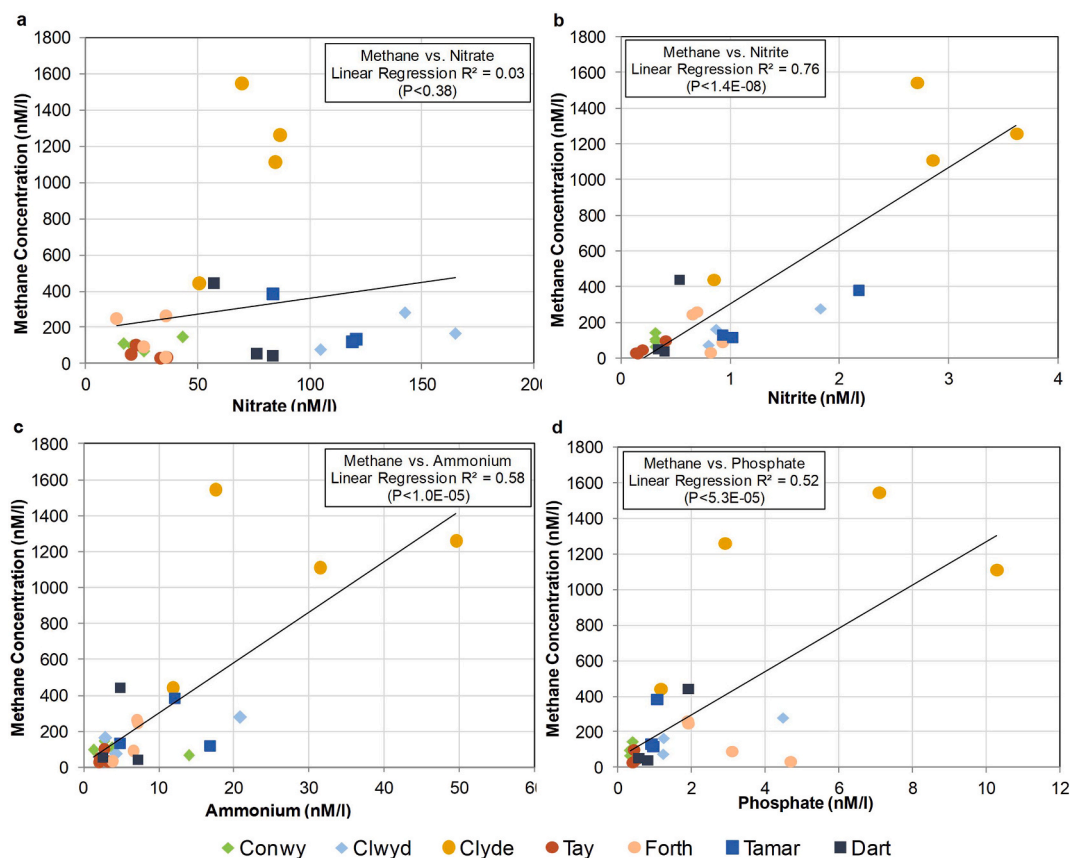 a
Methane vs. Nitrate
Linear Regression R² = 0.03
(P<0.38)
Methane Concentration (nM/l)
1800
1600
1400
1200
1000
800
600
400
200
0
0 50 100 150 200
Nitrate (nM/l)
b
Methane vs. Nitrite
Linear Regression R² = 0.76
(P<1.4E-08)
Methane Concentration (nM/l)
1800
1600
1400
1200
1000
800
600
400
200
0
0 1 2 3 4
Nitrite (nM/l)
c
Methane vs. Ammonium
Linear Regression R² = 0.58
(P<1.0E-05)
Methane Concentration (nM/l)
1800
1600
1400
1200
1000
800
600
400
200
0
0 10 20 30 40 50 60
Ammonium (nM/l)
d
Methane vs. Phosphate
Linear Regression R² = 0.52
(P<5.3E-05)
Methane Concentration (nM/l)
1800
1600
1400
1200
1000
800
600
400
200
0
0 2 4 6 8 10 12
Phosphate (nM/l)
Conwy Clwyd Clyde Tay Forth Tamar Dart